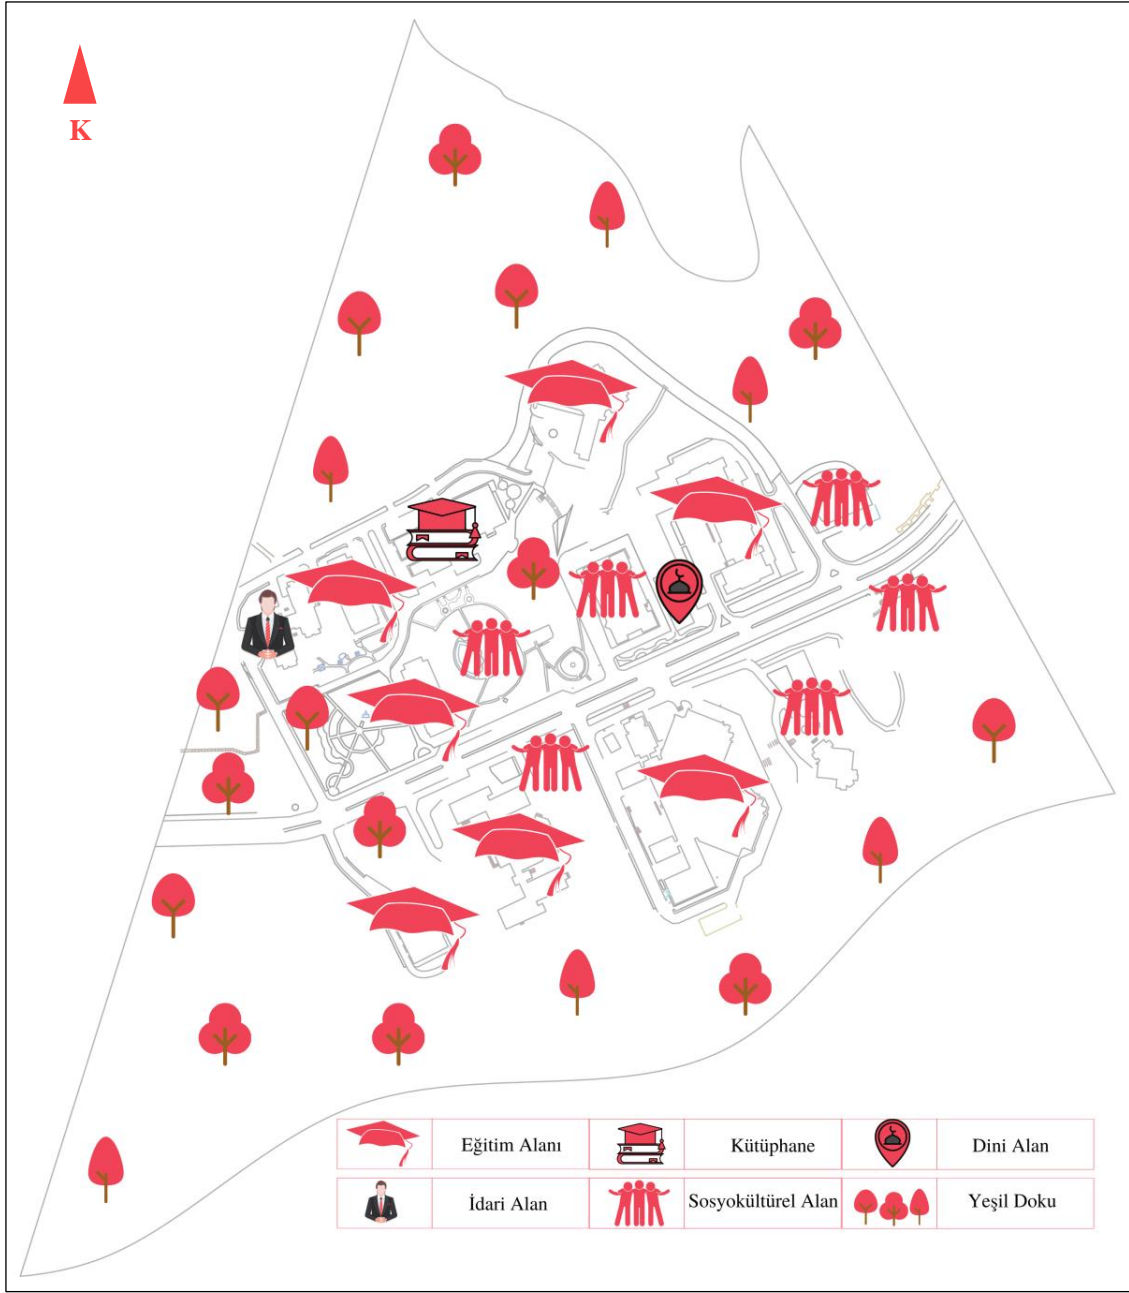 K
Eğitim Alanı
Kütüphane
Dini Alan
İdari Alan
Sosyokültürel Alan
Yeşil Doku